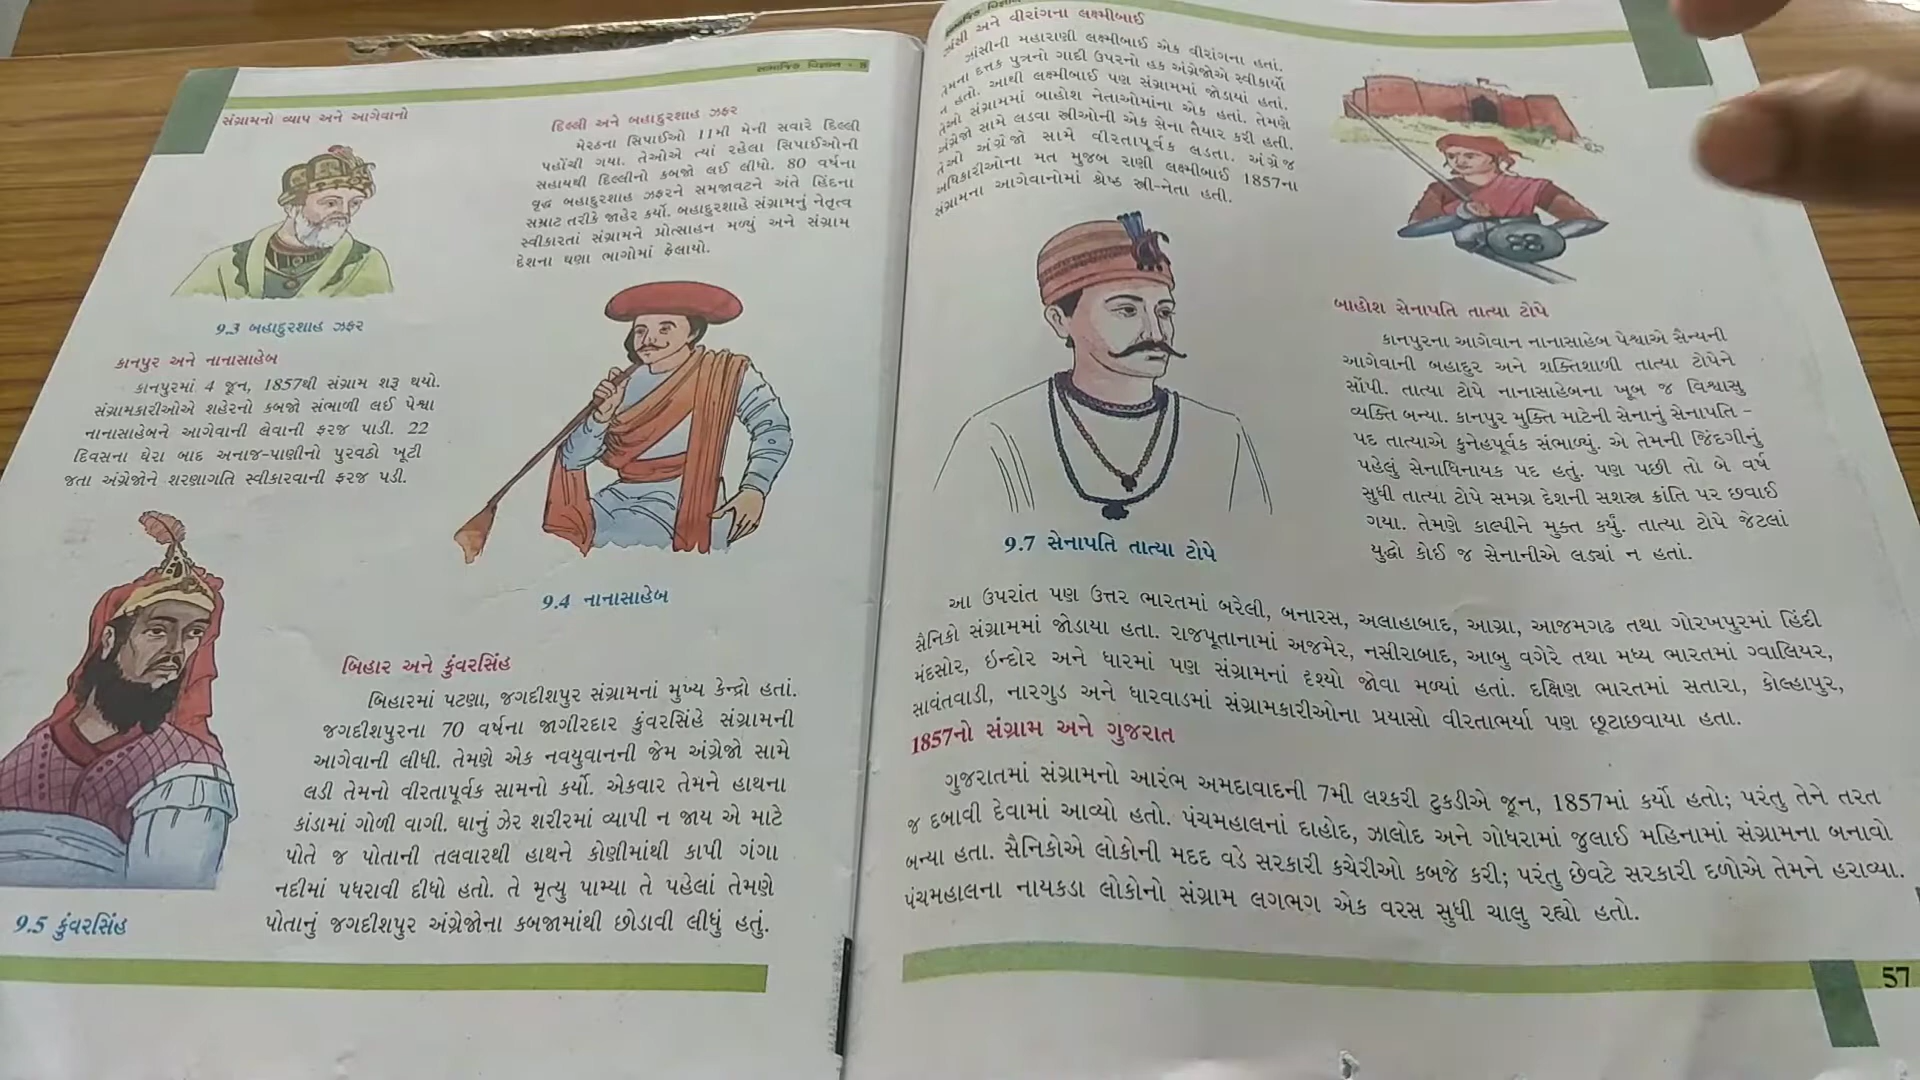 સામાજિક વિજ્ઞાન - 8
સંગ્રામનો વ્યાપ અને આગેવાનો
9.3 બહાદુરશાહ ઝફર
દિલ્લી અને બહાદુરશાહ ઝફર
મેરઠના સિપાઈઓ 11મી મેની સવારે દિલ્લી
પહોંચી ગયા. તેઓએ ત્યાં રહેલા સિપાઈઓની
સહાયથી દિલ્લીનો કબજો લઈ લીધો. 80 વર્ષના
વૃદ્ધ બહાદુરશાહ ઝફરને સમજાવટને અંતે હિંદના
સમ્રાટ તરીકે જાહેર કર્યો. બહાદુરશાહે સંગ્રામનું નેતૃત્વ
સ્વીકારતાં સંગ્રામને પ્રોત્સાહન મળ્યું અને સંગ્રામ
દેશના ઘણા ભાગોમાં ફેલાયો.
કાનપુર અને નાનાસાહેબ
કાનપુરમાં 4 જૂન, 1857થી સંગ્રામ શરૂ થયો.
સંગ્રામકારીઓએ શહેરનો કબજો સંભાળી લઈ પેશ્વા
નાનાસાહેબને આગેવાની લેવાની ફરજ પાડી. 22
દિવસના ઘેરા બાદ અનાજ-પાણીનો પુરવઠો ખૂટી
જતા અંગ્રેજોને શરણાગતિ સ્વીકારવાની ફરજ પડી.
9.4 નાનાસાહેબ
બિહાર અને કુંવરસિંહ
બિહારમાં પટણા, જગદીશપુર સંગ્રામનાં મુખ્ય કેન્દ્રો હતાં.
જગદીશપુરના 70 વર્ષના જાગીરદાર કુંવરસિંહે સંગ્રામની
આગેવાની લીધી. તેમણે એક નવયુવાનની જેમ અંગ્રેજો સામે
લડી તેમનો વીરતાપૂર્વક સામનો કર્યો. એકવાર તેમને હાથના
કાંડામાં ગોળી વાગી. ઘાનું ઝેર શરીરમાં વ્યાપી ન જાય એ માટે
પોતે જ પોતાની તલવારથી હાથને કોણીમાંથી કાપી ગંગા
નદીમાં પધરાવી દીધો હતો. તે મૃત્યુ પામ્યા તે પહેલાં તેમણે
પોતાનું જગદીશપુર અંગ્રેજોના કબજામાંથી છોડાવી લીધું હતું.
9.5 કુંવરસિંહ
સામાજિક વિજ્ઞાન
ઝાંસી અને વીરાંગના લક્ષ્મીબાઈ
ઝાંસીની મહારાણી લક્ષ્મીબાઈ એક વીરાંગના હતાં.
તેમના દત્તક પુત્રનો ગાદી ઉપરનો હક અંગ્રેજોએ સ્વીકાર્યો
ન હતો. આથી લક્ષ્મીબાઈ પણ સંગ્રામમાં જોડાયાં હતાં.
તેઓ સંગ્રામમાં બાહોશ નેતાઓમાંના એક હતાં. તેમણે
અંગ્રેજો સામે લડવા સ્ત્રીઓની એક સેના તૈયાર કરી હતી.
તેઓ અંગ્રેજો સામે વીરતાપૂર્વક લડતા. અંગ્રેજ
અધિકારીઓના મત મુજબ રાણી લક્ષ્મીબાઈ 1857ના
સંગ્રામના આગેવાનોમાં શ્રેષ્ઠ સ્ત્રી-નેતા હતી.
9.7 સેનાપતિ તાત્યા ટોપે
બાહોશ સેનાપતિ તાત્યા ટોપે
કાનપુરના આગેવાન નાનાસાહેબ પેશ્વાએ સૈન્યની
આગેવાની બહાદુર અને શક્તિશાળી તાત્યા ટોપેને
સોંપી. તાત્યા ટોપે નાનાસાહેબના ખૂબ જ વિશ્વાસુ
વ્યક્તિ બન્યા. કાનપુર મુક્તિ માટેની સેનાનું સેનાપતિ -
પદ તાત્યાએ કુનેહપૂર્વક સંભાળ્યું. એ તેમની જિંદગીનું
પહેલું સેનાધિનાયક પદ હતું. પણ પછી તો બે વર્ષ
સુધી તાત્યા ટોપે સમગ્ર દેશની સશસ્ત્ર ક્રાંતિ પર છવાઈ
ગયા. તેમણે કાલ્પીને મુક્ત કર્યું. તાત્યા ટોપે જેટલાં
યુદ્ધો કોઈ જ સેનાનીએ લડ્યાં ન હતાં.
આ ઉપરાંત પણ ઉત્તર ભારતમાં બરેલી, બનારસ, અલાહાબાદ, આગ્રા, આજમગઢ તથા ગોરખપુરમાં હિંદી
સૈનિકો સંગ્રામમાં જોડાયા હતા. રાજપૂતાનામાં અજમેર, નસીરાબાદ, આબુ વગેરે તથા મધ્ય ભારતમાં ગ્વાલિયર,
મંદસોર, ઇન્દોર અને ધારમાં પણ સંગ્રામનાં દૃશ્યો જોવા મળ્યાં હતાં. દક્ષિણ ભારતમાં સતારા, કોલ્હાપુર,
સાવંતવાડી, નારગુડ અને ધારવાડમાં સંગ્રામકારીઓના પ્રયાસો વીરતાભર્યા પણ છૂટાછવાયા હતા.
1857નો સંગ્રામ અને ગુજરાત
ગુજરાતમાં સંગ્રામનો આરંભ અમદાવાદની 7મી લશ્કરી ટુકડીએ જૂન, 1857માં કર્યો હતો; પરંતુ તેને તરત
જ દબાવી દેવામાં આવ્યો હતો. પંચમહાલનાં દાહોદ, ઝાલોદ અને ગોધરામાં જુલાઈ મહિનામાં સંગ્રામના બનાવો
બન્યા હતા. સૈનિકોએ લોકોની મદદ વડે સરકારી કચેરીઓ કબજે કરી; પરંતુ છેવટે સરકારી દળોએ તેમને હરાવ્યા.
પંચમહાલના નાયકડા લોકોનો સંગ્રામ લગભગ એક વરસ સુધી ચાલુ રહ્યો હતો.
57